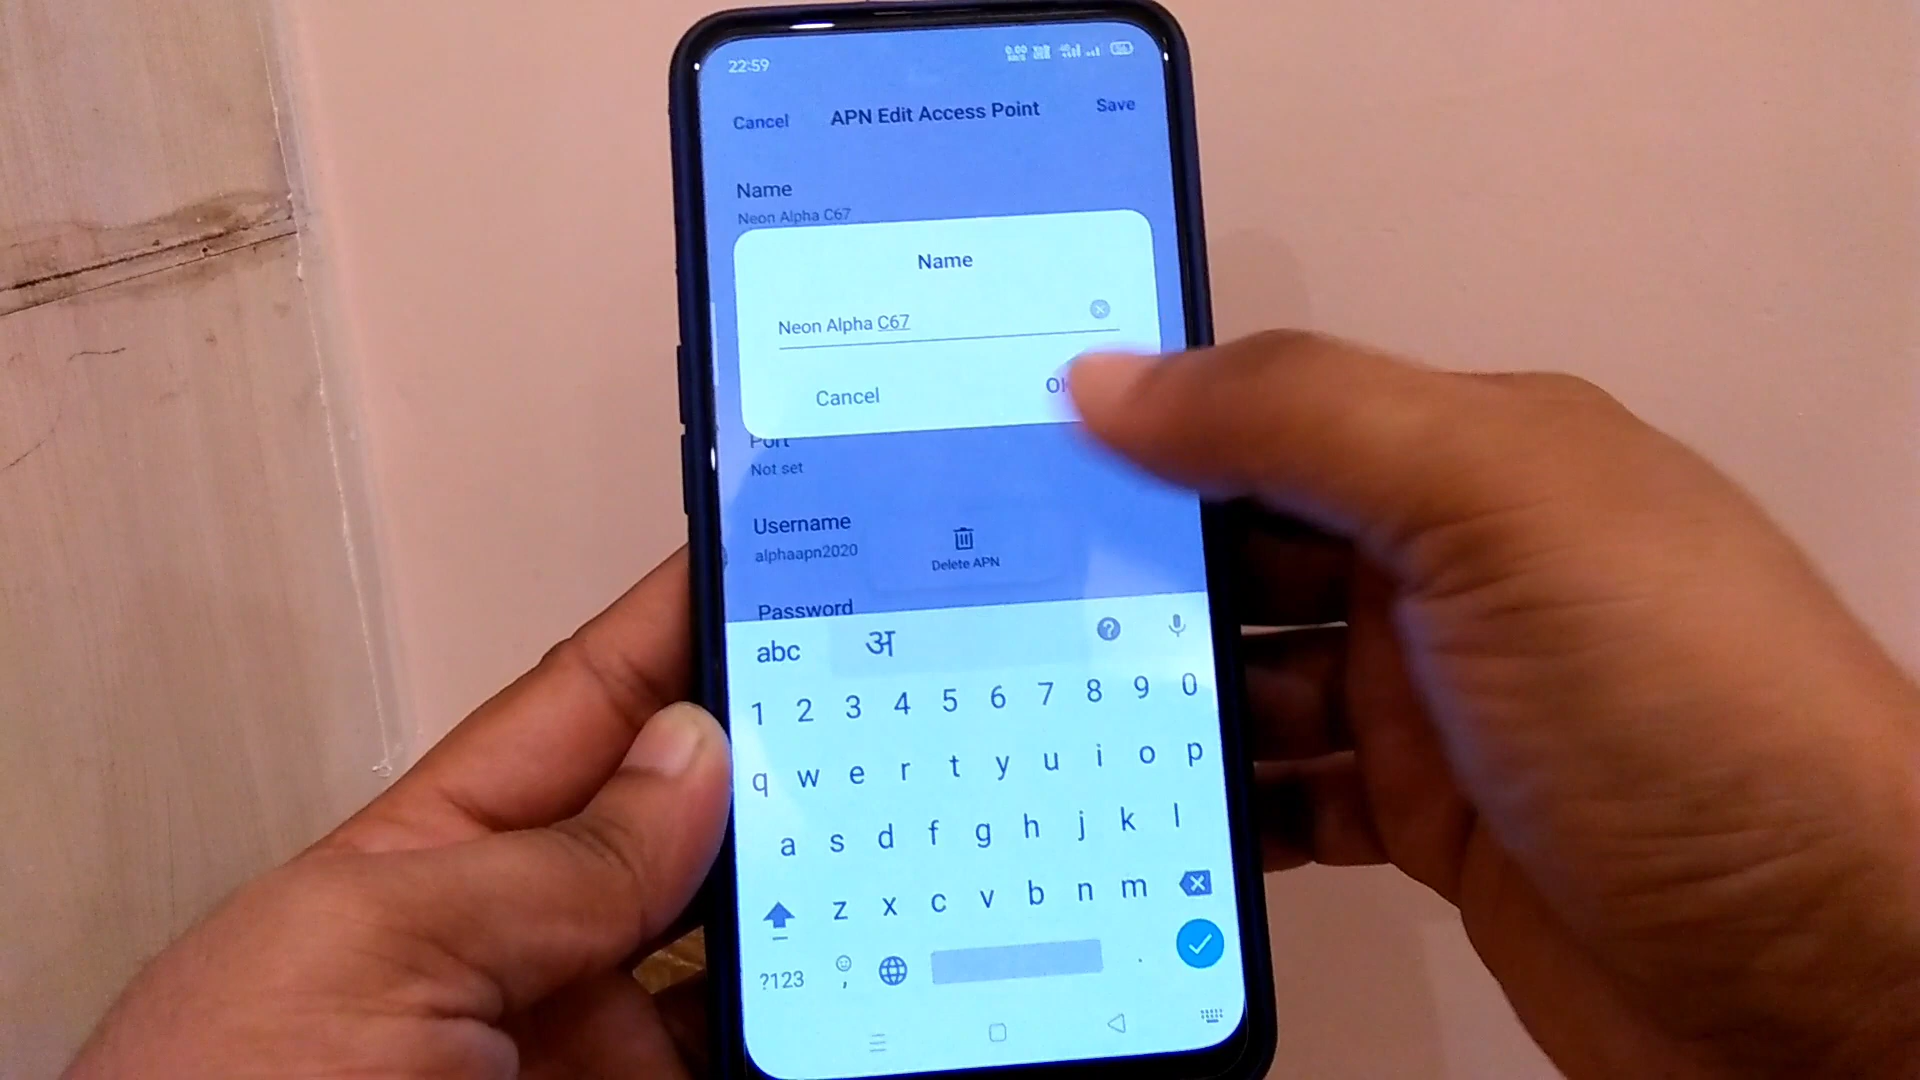 22:59
Cancel APN Edit Access Point Save
Name
Neon Alpha C67
Name
Neon Alpha C67
Cancel
Port
Not set
Username
alphaapn2020
Delete APN
Password
abc अ
1 2 3 4 5 6 7 8 9 0
q w e r t y u i o p
a s d f g h j k l
z x c v b n m
?123 , .